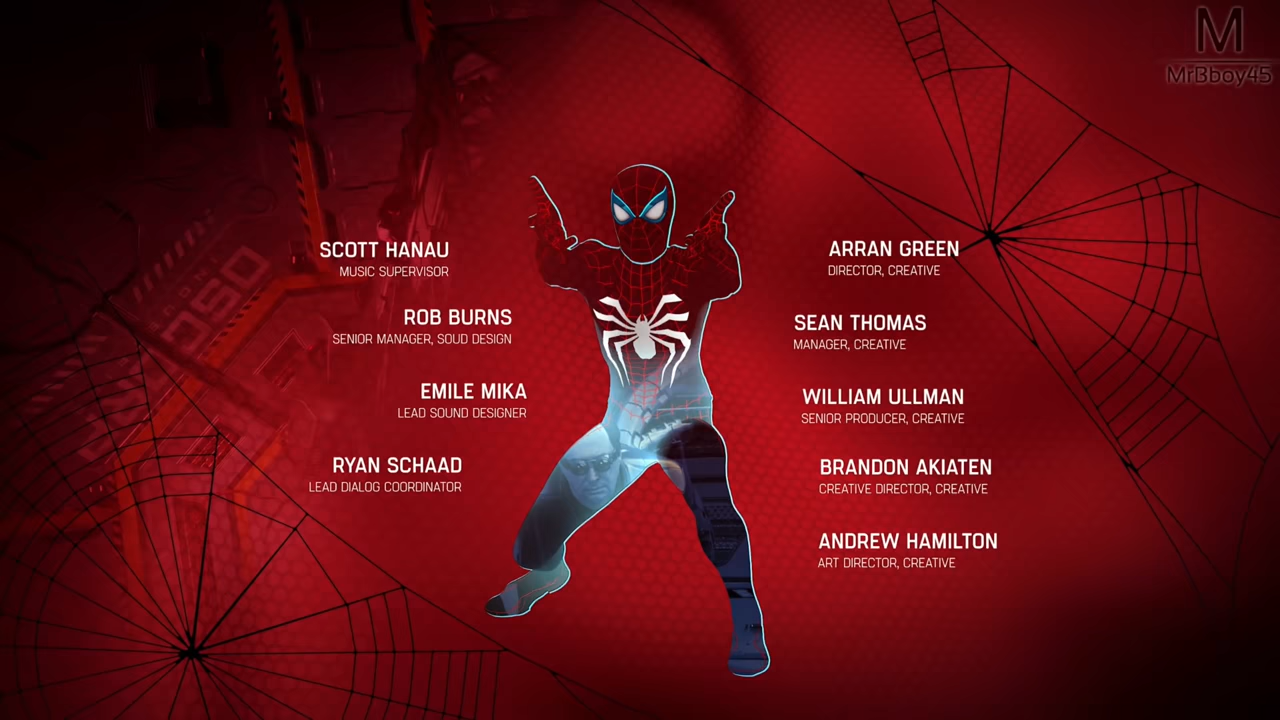 M
MrBboy45
SCOTT HANAU
MUSIC SUPERVISOR
ROB BURNS
SENIOR MANAGER, SOUD DESIGN
EMILE MIKA
LEAD SOUND DESIGNER
RYAN SCHAAD
LEAD DIALOG COORDINATOR
ARRAN GREEN
DIRECTOR, CREATIVE
SEAN THOMAS
MANAGER, CREATIVE
WILLIAM ULLMAN
SENIOR PRODUCER, CREATIVE
BRANDON AKIATEN
CREATIVE DIRECTOR, CREATIVE
ANDREW HAMILTON
ART DIRECTOR, CREATIVE
090